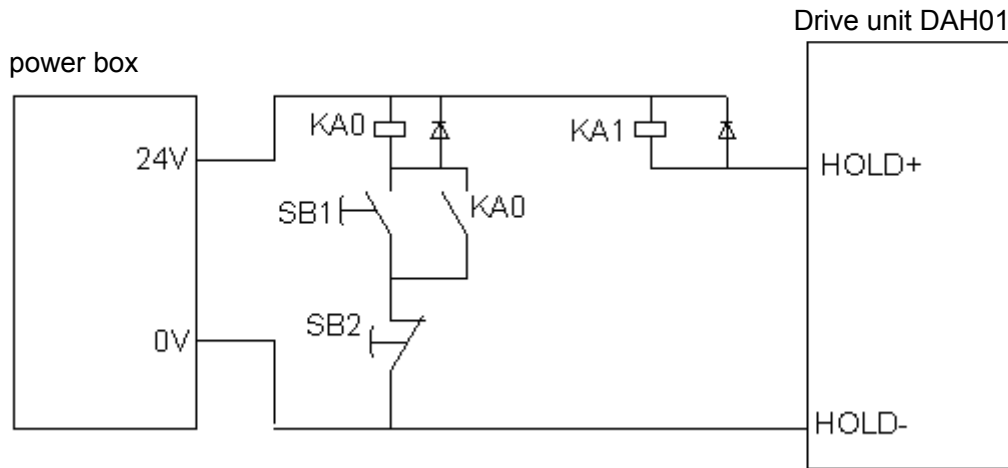 Drive unit DAH01
power box
KA0
KA1
24V
HOLD+
SB1
KA0
SB2
0V
HOLD-